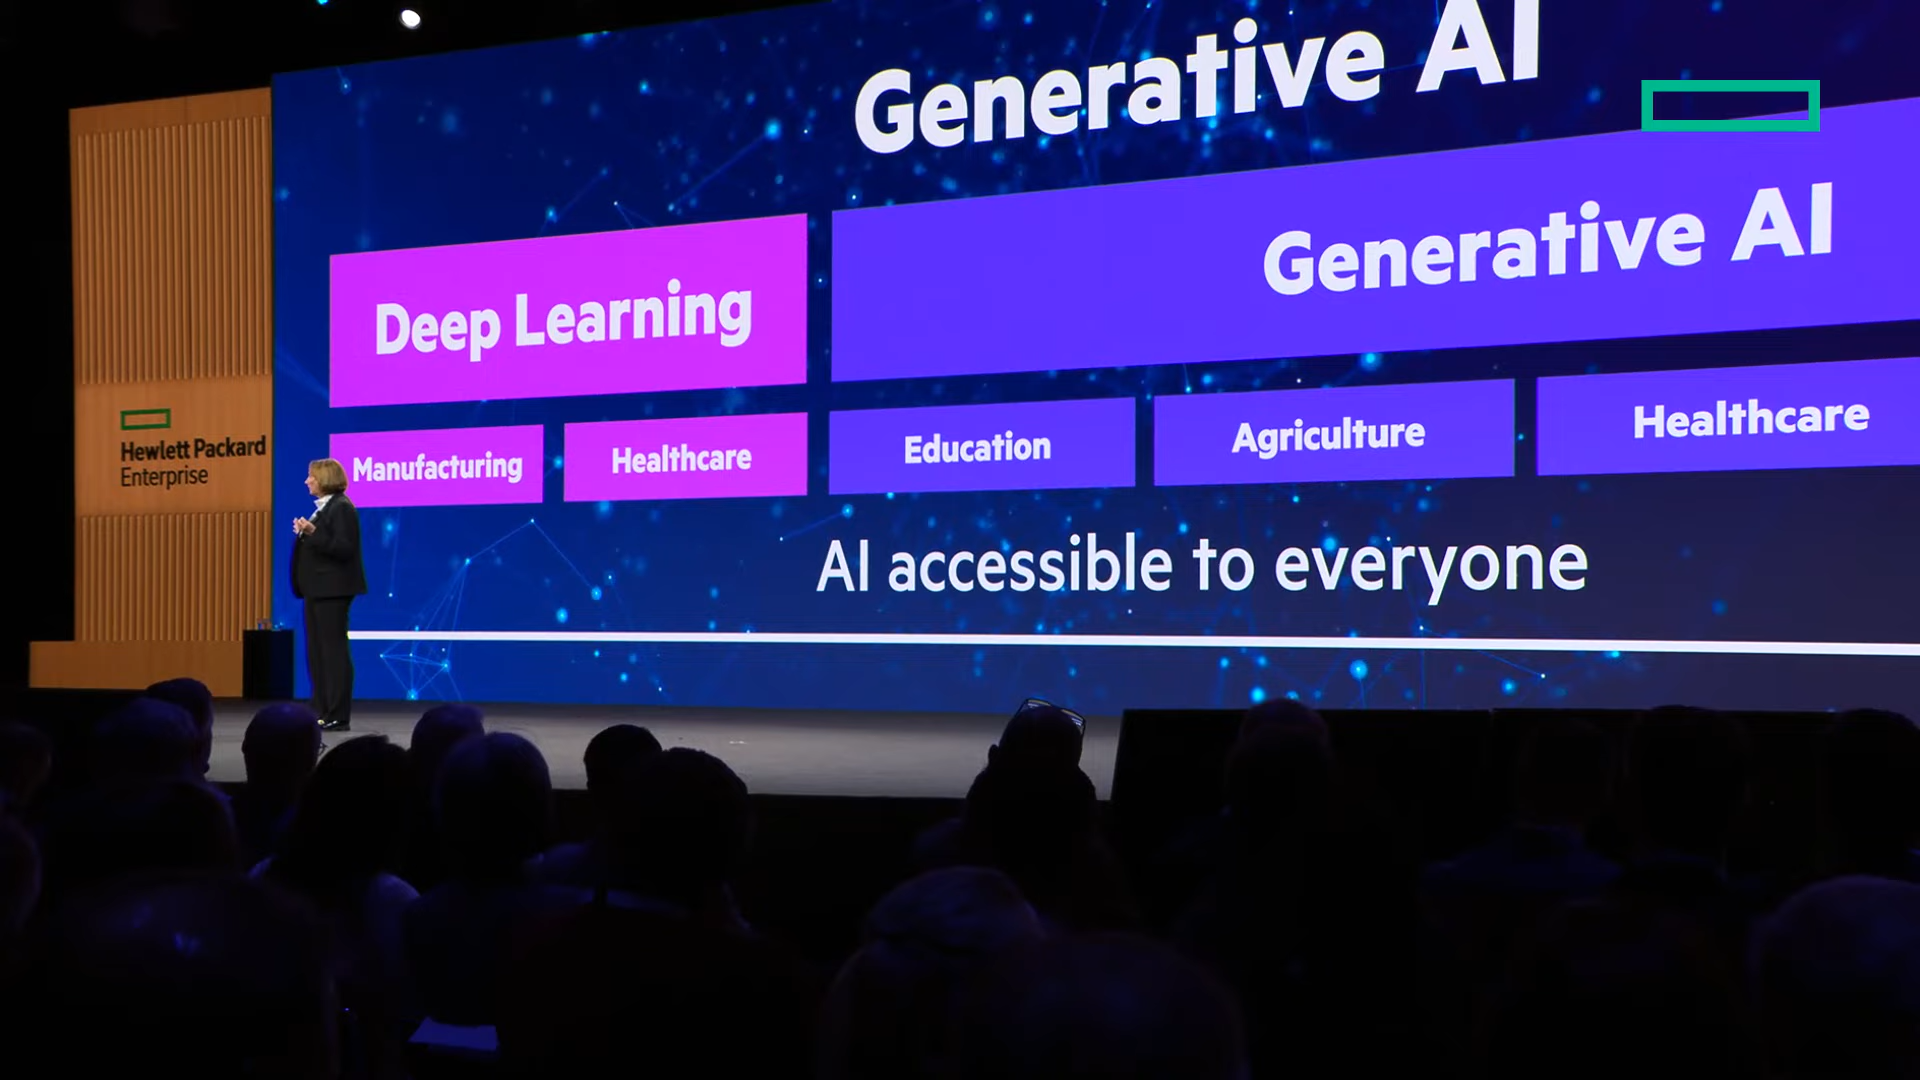 Generative AI
Deep Learning
Generative AI
Manufacturing
Healthcare
Education
Agriculture
Healthcare
AI accessible to everyone
Hewlett Packard
Enterprise